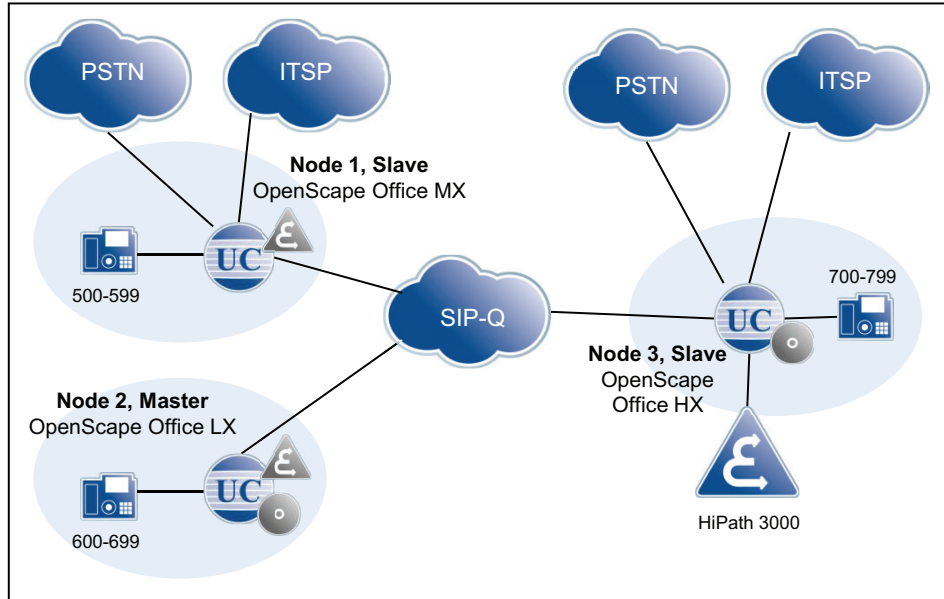 PSTN
ITSP
Node 1, Slave
OpenScape Office MX
UC
500-599
SIP-Q
Node 2, Master
OpenScape Office LX
UC
600-699
PSTN
ITSP
700-799
UC
Node 3, Slave
OpenScape
Office HX
HiPath 3000